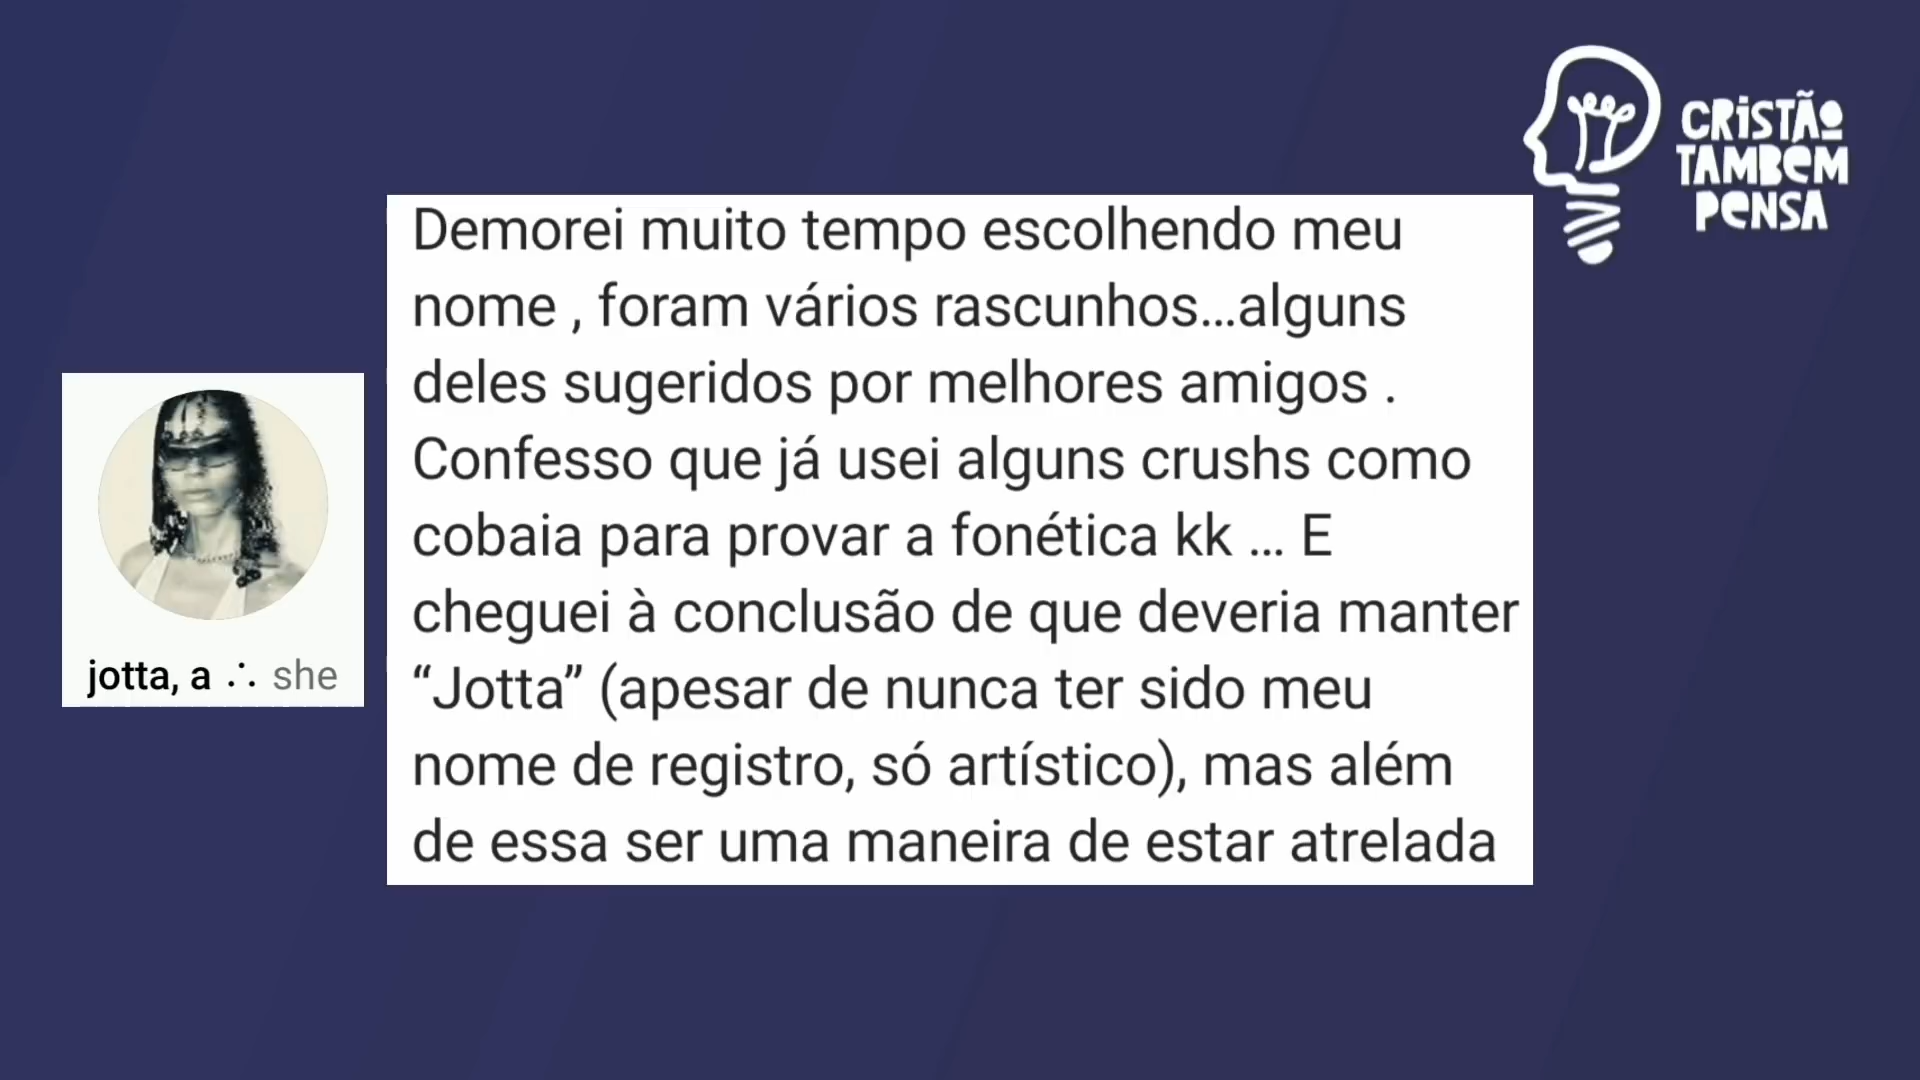 CRISTÃO
TAMBÉM
PENSA
Demorei muito tempo escolhendo meu
nome , foram vários rascunhos...alguns
deles sugeridos por melhores amigos .
Confesso que já usei alguns crushs como
cobaia para provar a fonética kk ... E
cheguei à conclusão de que deveria manter
“Jotta” (apesar de nunca ter sido meu
nome de registro, só artístico), mas além
de essa ser uma maneira de estar atrelada
jotta, a ∴ she